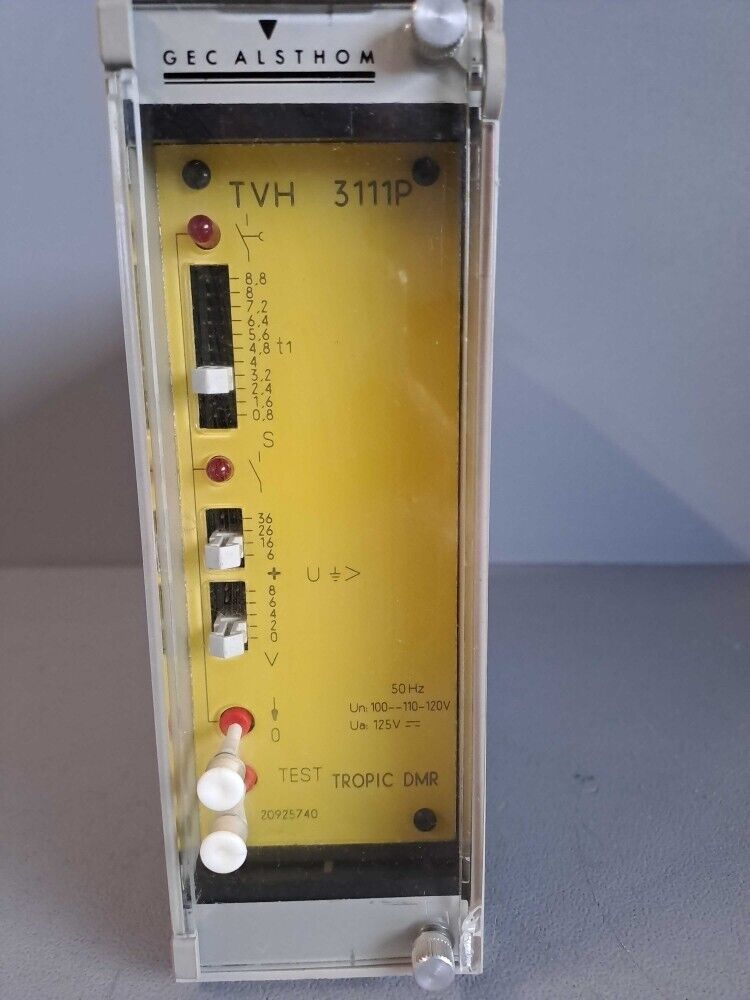 GEC ALSTHOM
TVH 3111P
8,8
8
7,2
6,4
5,6
4,8 t1
4
3,2
2,4
1,6
0,8
S
36
26
16
6
+ U ⏚>
8
6
4
2
0
V
50Hz
Un: 100--110-120V
Ua: 125V ⎓
0
TEST TROPIC DMR
20925740